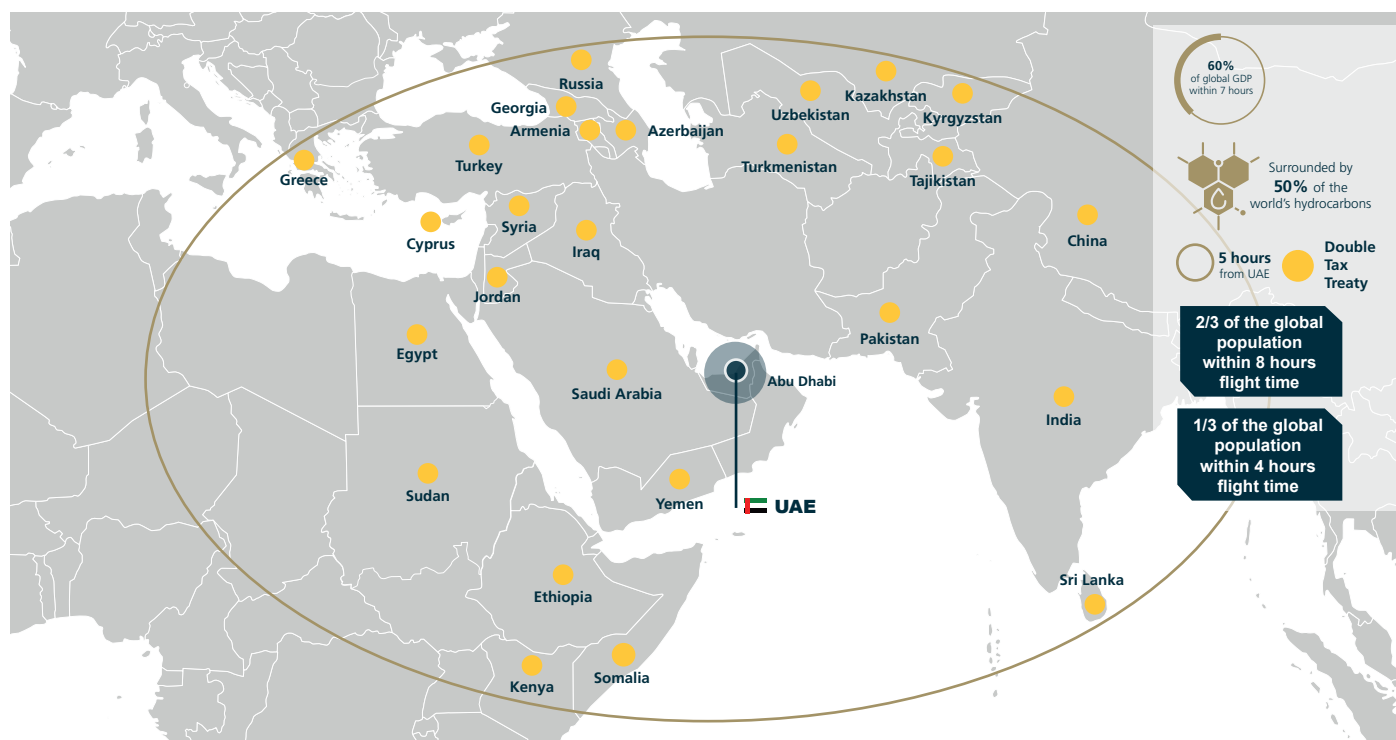 Russia
Georgia
Armenia
Azerbaijan
Turkey
Greece
Cyprus
Syria
Iraq
Jordan
Egypt
Saudi Arabia
Sudan
Yemen
Ethiopia
Kenya
Somalia
Abu Dhabi
UAE
Kazakhstan
Uzbekistan
Kyrgyzstan
Turkmenistan
Tajikistan
China
Pakistan
India
Sri Lanka
60%
of global GDP
within 7 hours
Surrounded by
50% of the
world's hydrocarbons
5 hours
from UAE
Double
Tax
Treaty
2/3 of the global
population
within 8 hours
flight time
1/3 of the global
population
within 4 hours
flight time